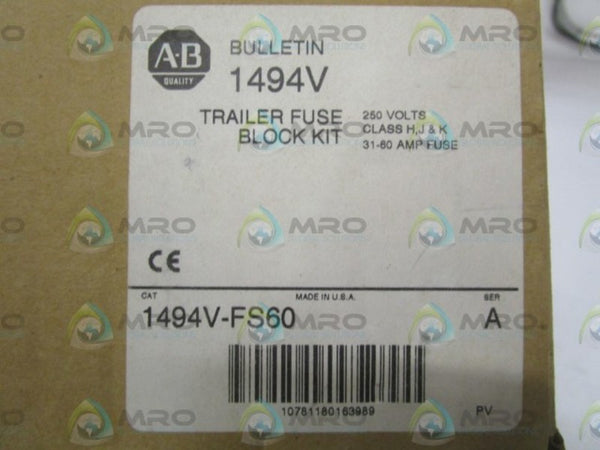 A-B
QUALITY
BULLETIN
1494V
TRAILER FUSE
BLOCK KIT
250 VOLTS
CLASS H,J & K
31-60 AMP FUSE
CE
CAT
MADE IN U.S.A.
SER
1494V-FS60
A
10781180163989
PV
MRO